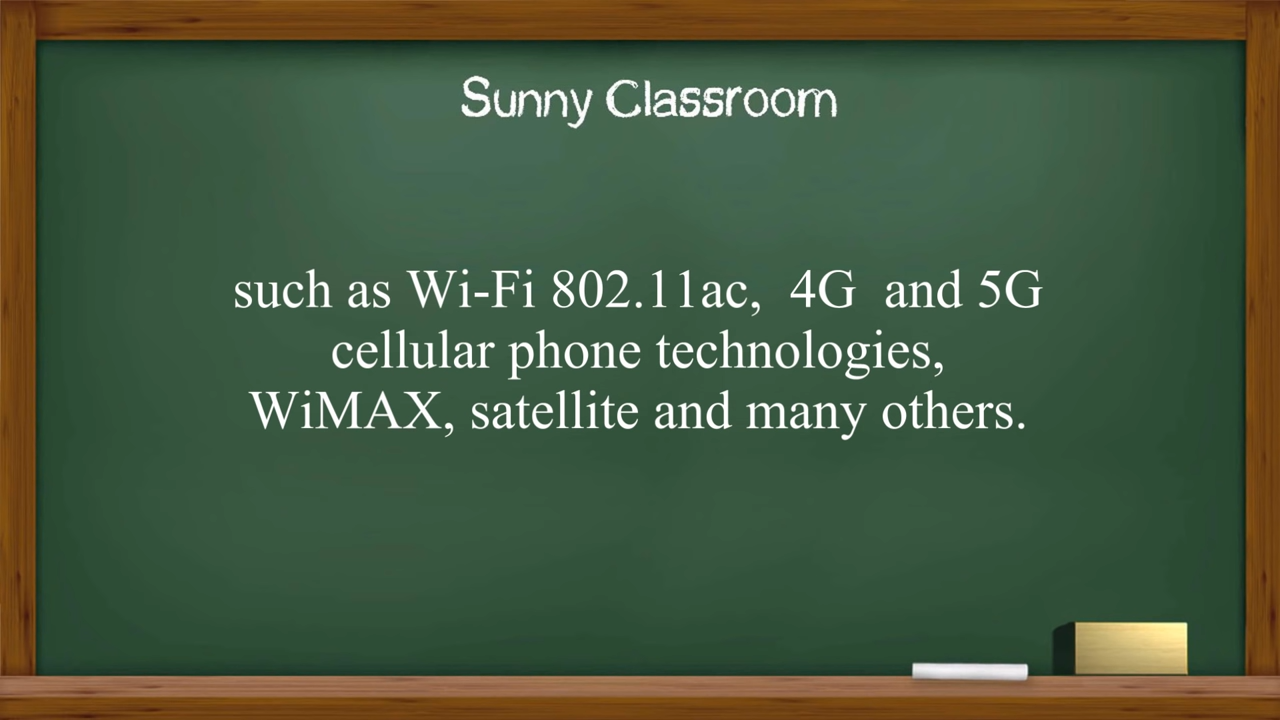 Sunny Classroom
such as Wi-Fi 802.11ac, 4G and 5G
cellular phone technologies,
WiMAX, satellite and many others.